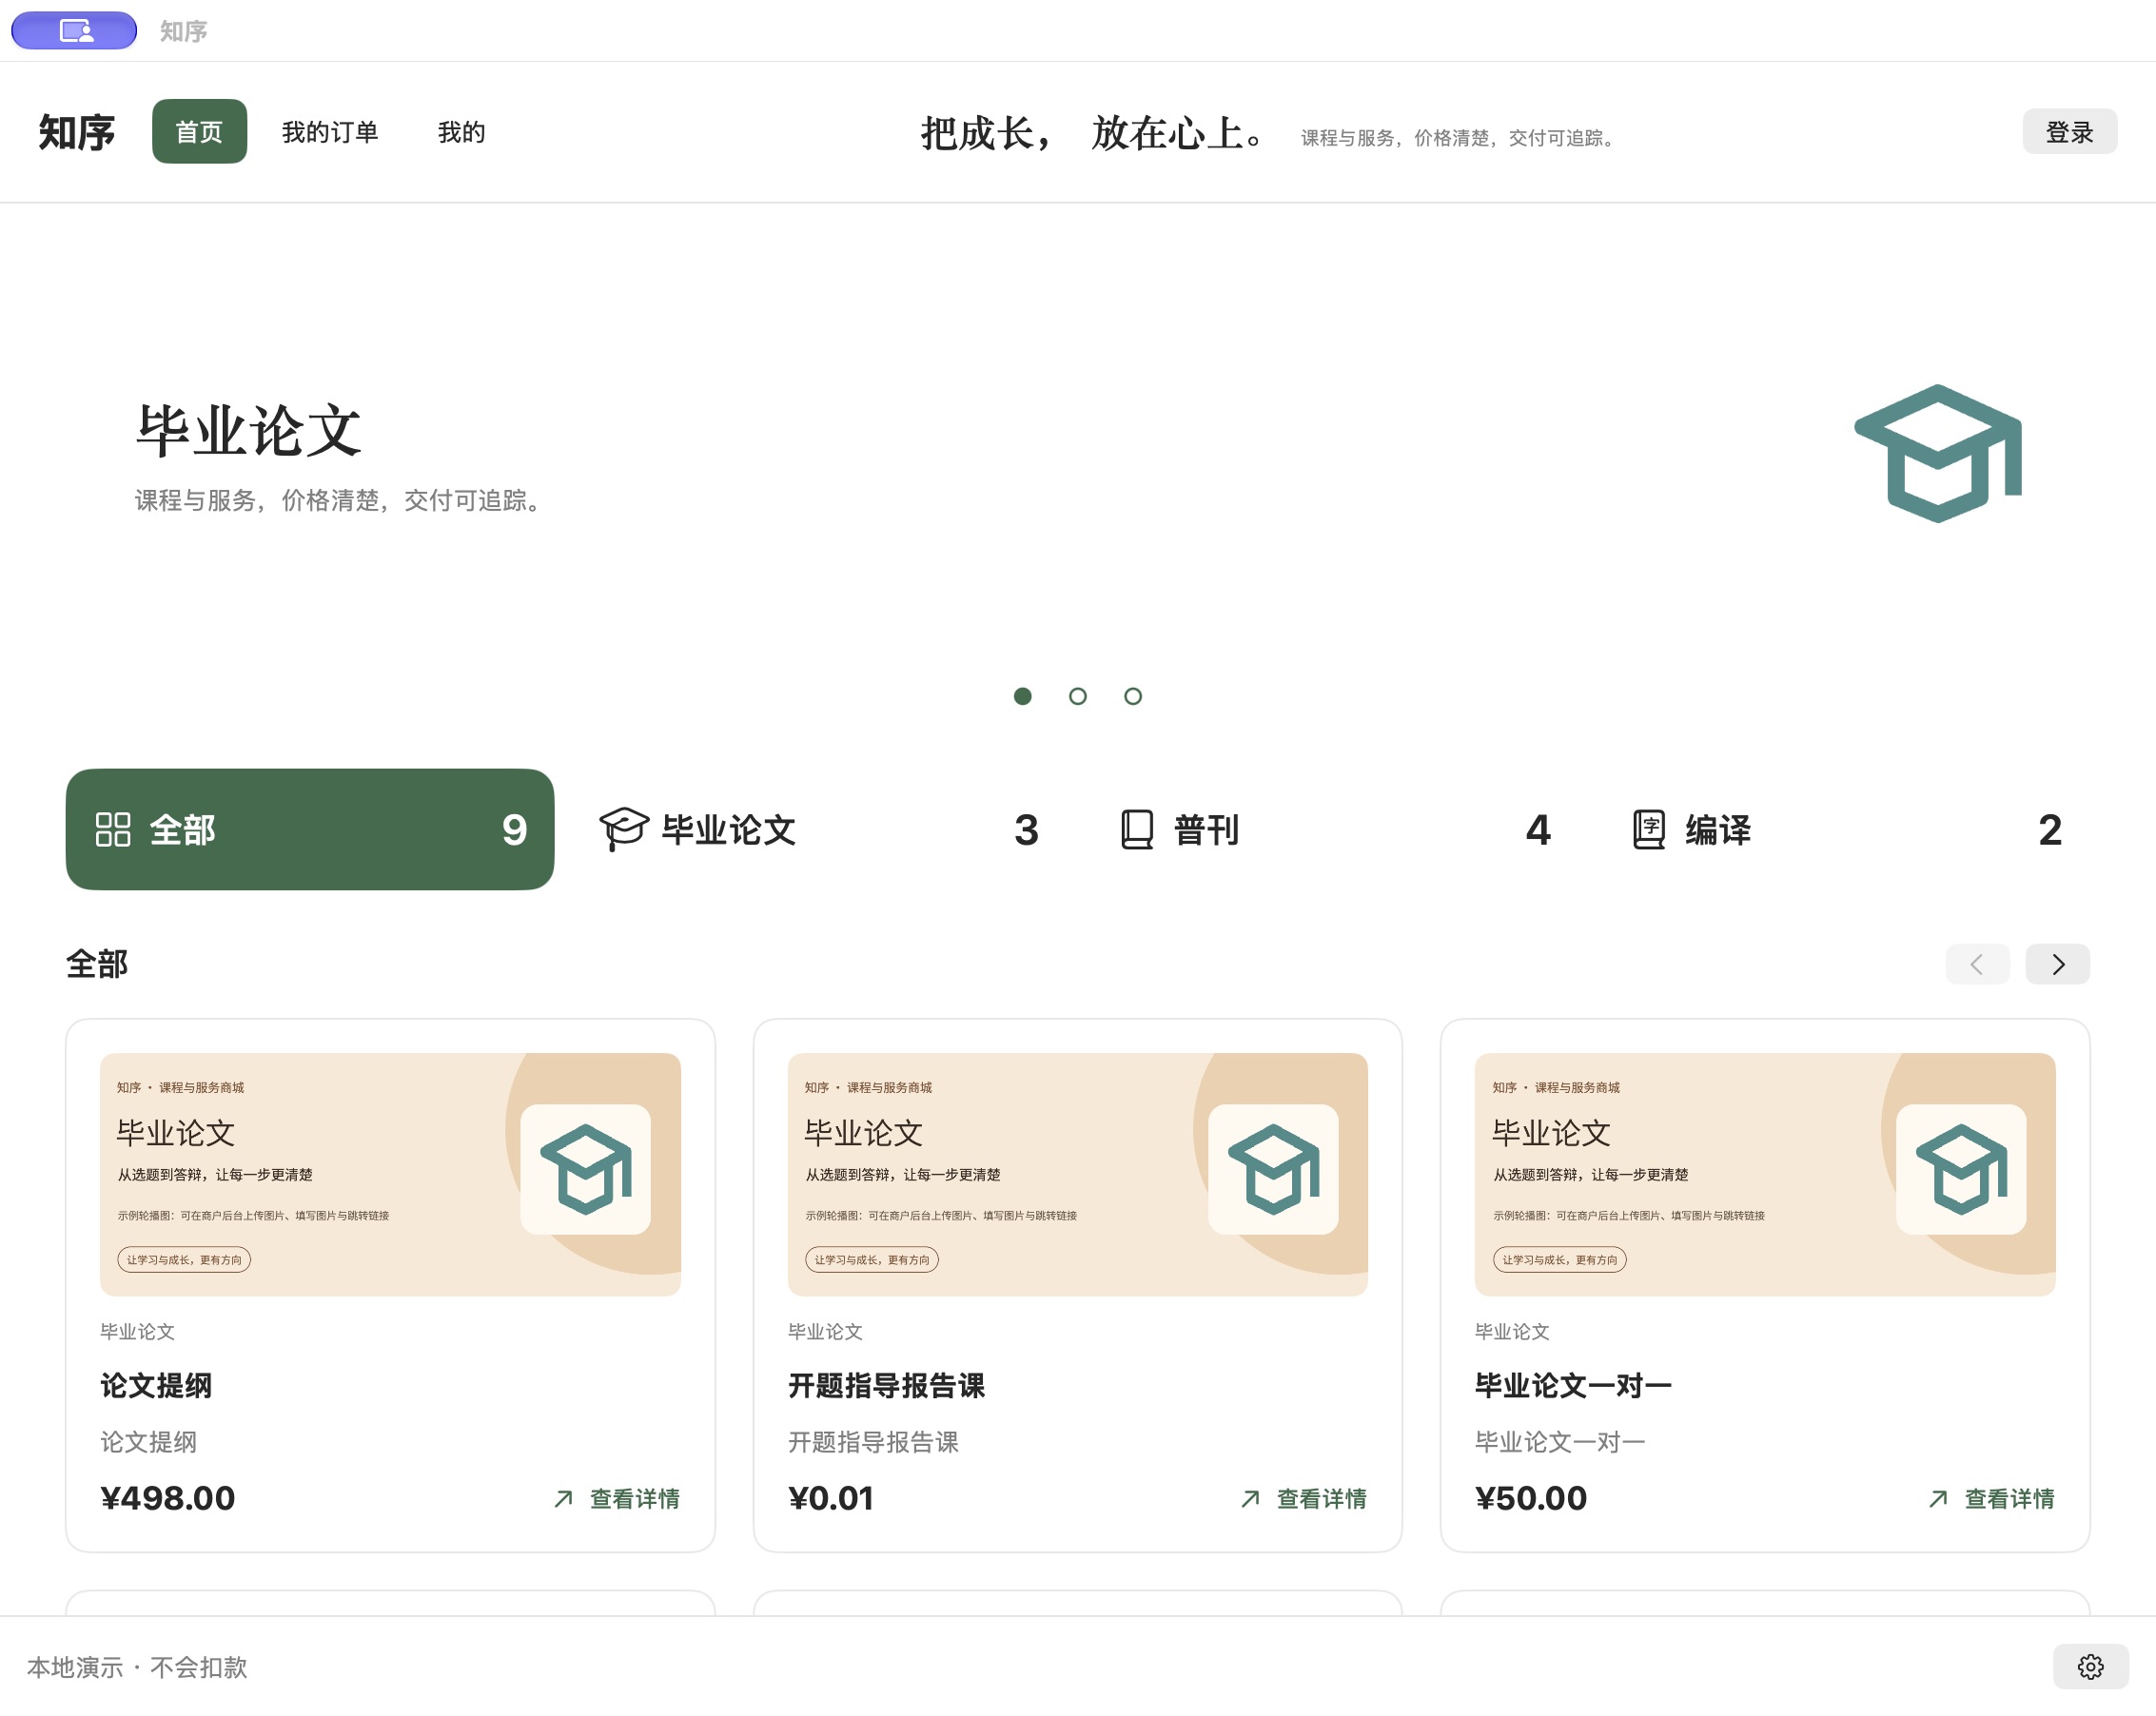 知序
知序 首页 我的订单 我的 把成长， 放在心上。 课程与服务，价格清楚，交付可追踪。 登录
毕业论文
课程与服务，价格清楚，交付可追踪。
全部 9 毕业论文 3 普刊 4 字 编译 2
全部
知序 · 课程与服务商城
毕业论文
从选题到答辩，让每一步更清楚
示例轮播图：可在商户后台上传图片、填写图片与跳转链接
让学习与成长，更有方向
毕业论文
论文提纲
论文提纲
¥498.00 查看详情
知序 · 课程与服务商城
毕业论文
从选题到答辩，让每一步更清楚
示例轮播图：可在商户后台上传图片、填写图片与跳转链接
让学习与成长，更有方向
毕业论文
开题指导报告课
开题指导报告课
¥0.01 查看详情
知序 · 课程与服务商城
毕业论文
从选题到答辩，让每一步更清楚
示例轮播图：可在商户后台上传图片、填写图片与跳转链接
让学习与成长，更有方向
毕业论文
毕业论文一对一
毕业论文一对一
¥50.00 查看详情
本地演示 · 不会扣款